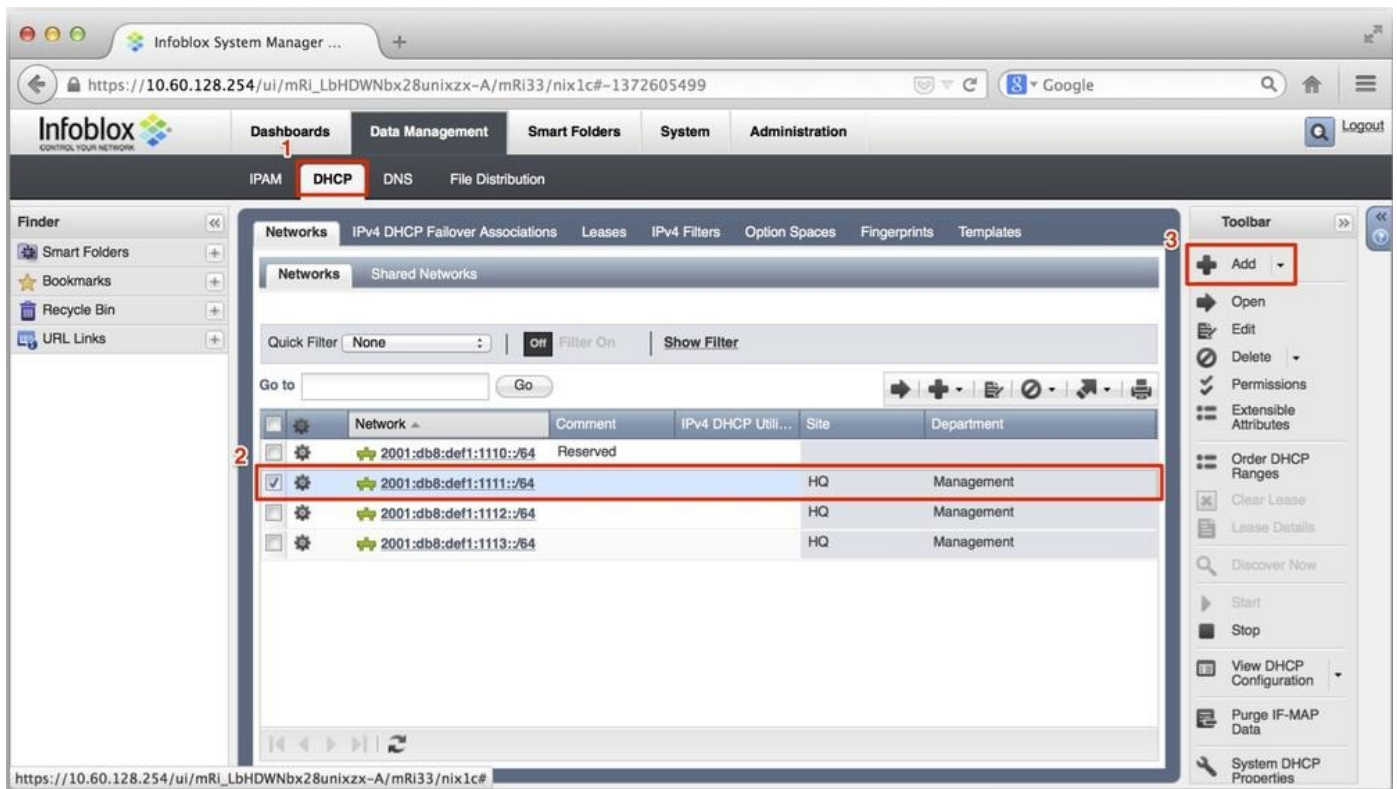 Infoblox System Manager ...
https://10.60.128.254/ui/mRi_LbHDWNbx28unixzx-A/mRi33/nix1c#-1372605499
Google
Infoblox
CONTROL YOUR NETWORK
Dashboards Data Management Smart Folders System Administration
Logout
1
IPAM DHCP DNS File Distribution
Finder
Smart Folders
Bookmarks
Recycle Bin
URL Links
Networks IPv4 DHCP Failover Associations Leases IPv4 Filters Option Spaces Fingerprints Templates
Networks Shared Networks
Quick Filter None Off Filter On Show Filter
Go to Go
Network Comment IPv4 DHCP Utili... Site Department
2001:db8:def1:1110::/64 Reserved
2
2001:db8:def1:1111::/64 HQ Management
2001:db8:def1:1112::/64 HQ Management
2001:db8:def1:1113::/64 HQ Management
3
Toolbar
Add
Open
Edit
Delete
Permissions
Extensible
Attributes
Order DHCP
Ranges
Clear Lease
Lease Details
Discover Now
Start
Stop
View DHCP
Configuration
Purge IF-MAP
Data
System DHCP
Properties
https://10.60.128.254/ui/mRi_LbHDWNbx28unixzx-A/mRi33/nix1c#